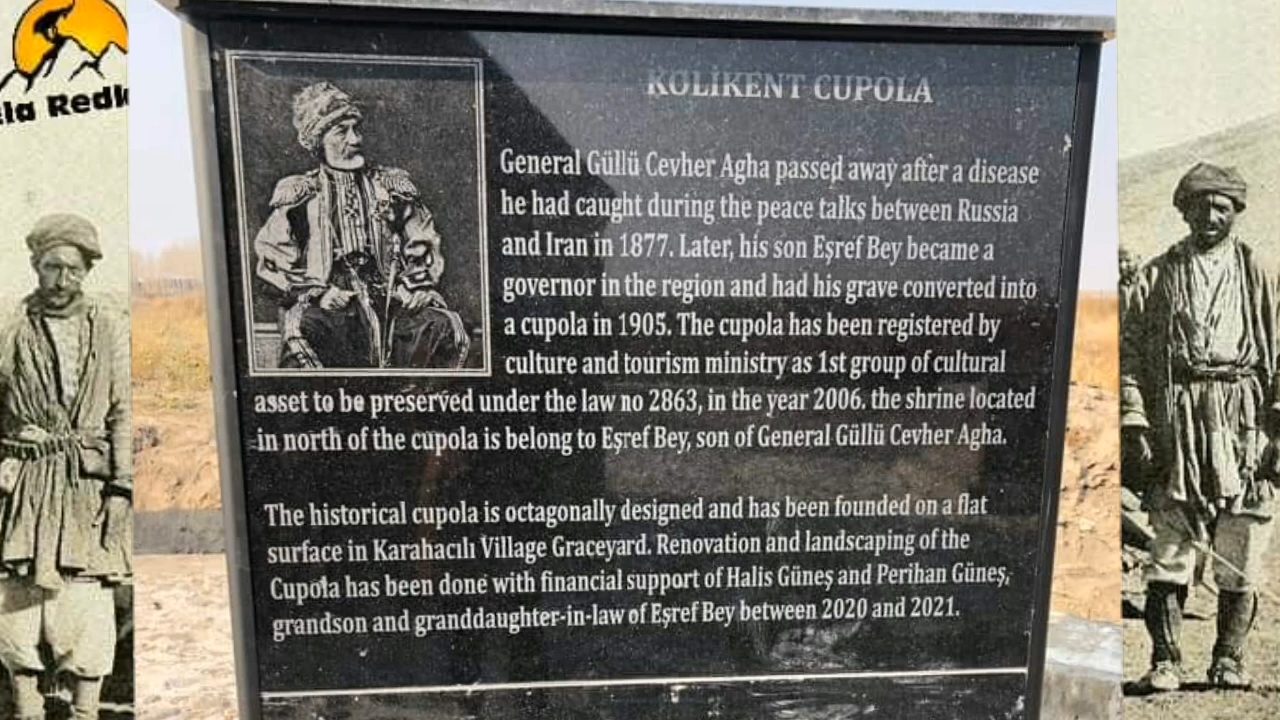 KOLİKENT CUPOLA
General Güllü Cevher Agha passed away after a disease
he had caught during the peace talks between Russia
and Iran in 1877. Later, his son Eşref Bey became a
governor in the region and had his grave converted into
a cupola in 1905. The cupola has been registered by
culture and tourism ministry as 1st group of cultural
asset to be preserved under the law no 2863, in the year 2006. the shrine located
in north of the cupola is belong to Eşref Bey, son of General Güllü Cevher Agha.
The historical cupola is octagonally designed and has been founded on a flat
surface in Karahacılı Village Graceyard. Renovation and landscaping of the
Cupola has been done with financial support of Halis Güneş and Perihan Güneş,
grandson and granddaughter-in-law of Eşref Bey between 2020 and 2021.